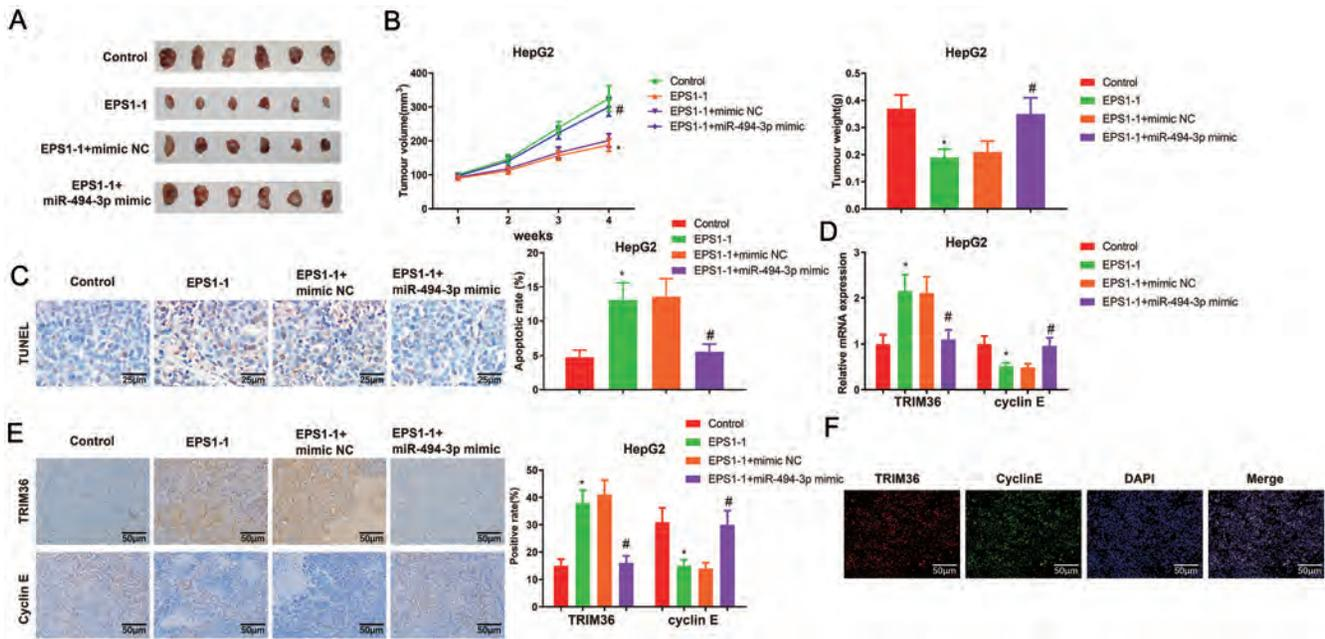 A
Control
EPS1-1
EPS1-1+mimic NC
EPS1-1+
miR-494-3p mimic
B
HepG2
Tumour volume(mm³)
400
300
200
100
0
1 2 3 4
weeks
Control
EPS1-1
EPS1-1+mimic NC
EPS1-1+miR-494-3p mimic
#
*
HepG2
Tumour weight(g)
0.6
0.4
0.2
0.0
*
#
Control
EPS1-1
EPS1-1+mimic NC
EPS1-1+miR-494-3p mimic
C
Control
EPS1-1
EPS1-1+
mimic NC
EPS1-1+
miR-494-3p mimic
TUNEL
25μm
25μm
25μm
25μm
HepG2
Apoptotic rate (%)
20
15
10
5
0
*
#
Control
EPS1-1
EPS1-1+mimic NC
EPS1-1+miR-494-3p mimic
D
HepG2
Relative mRNA expression
3
2
1
0
*
#
*
#
TRIM36 cyclin E
Control
EPS1-1
EPS1-1+mimic NC
EPS1-1+miR-494-3p mimic
E
Control
EPS1-1
EPS1-1+
mimic NC
EPS1-1+
miR-494-3p mimic
TRIM36
50μm
50μm
50μm
50μm
Cyclin E
50μm
50μm
50μm
50μm
HepG2
Positive rate(%)
50
40
30
20
10
0
*
#
*
#
TRIM36 cyclin E
Control
EPS1-1
EPS1-1+mimic NC
EPS1-1+miR-494-3p mimic
F
TRIM36
CyclinE
DAPI
Merge
50μm
50μm
50μm
50μm